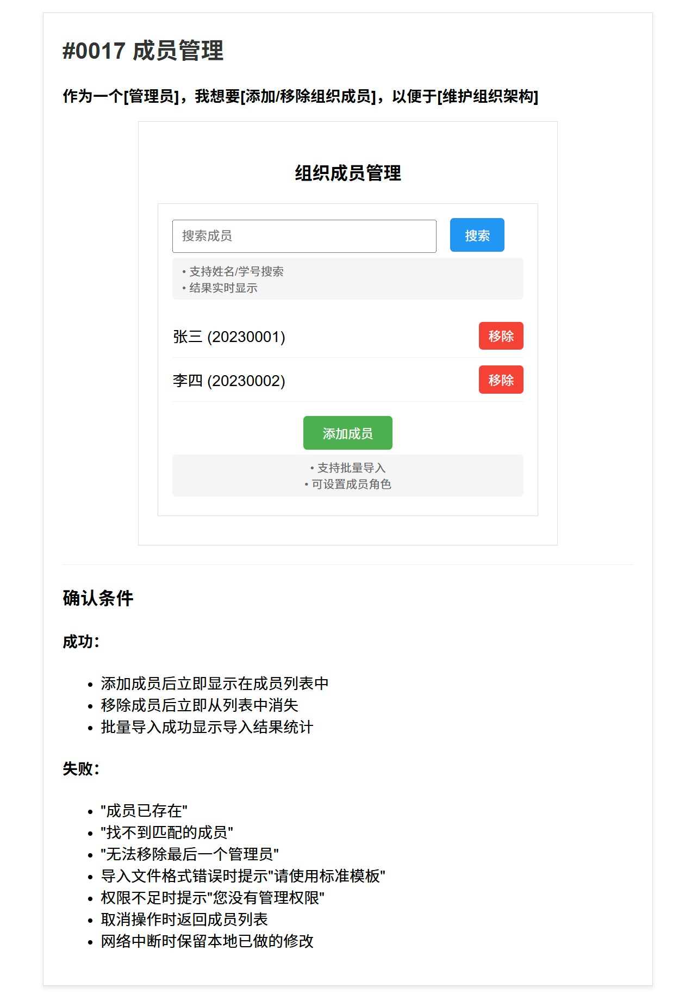 #0017 成员管理
作为一个[管理员]，我想要[添加/移除组织成员]，以便于[维护组织架构]
组织成员管理
搜索成员
搜索
• 支持姓名/学号搜索
• 结果实时显示
张三 (20230001)
移除
李四 (20230002)
移除
添加成员
• 支持批量导入
• 可设置成员角色
确认条件
成功：
• 添加成员后立即显示在成员列表中
• 移除成员后立即从列表中消失
• 批量导入成功显示导入结果统计
失败：
• "成员已存在"
• "找不到匹配的成员"
• "无法移除最后一个管理员"
• 导入文件格式错误时提示"请使用标准模板"
• 权限不足时提示"您没有管理权限"
• 取消操作时返回成员列表
• 网络中断时保留本地已做的修改